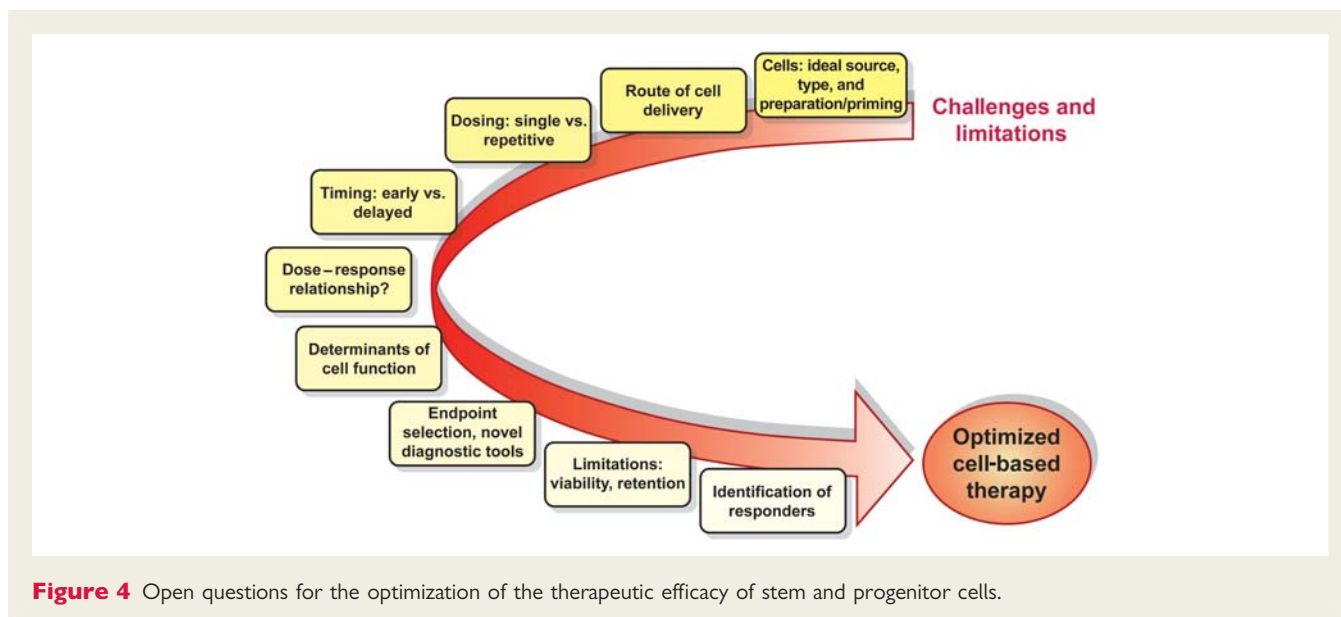 Cells: ideal source,
type, and
preparation/priming
Challenges and
limitations
Route of cell
delivery
Dosing: single vs.
repetitive
Timing: early vs.
delayed
Dose–response
relationship?
Determinants of
cell function
Endpoint
selection, novel
diagnostic tools
Limitations:
viability, retention
Identification of
responders
Optimized
cell-based
therapy
Figure 4 Open questions for the optimization of the therapeutic efficacy of stem and progenitor cells.